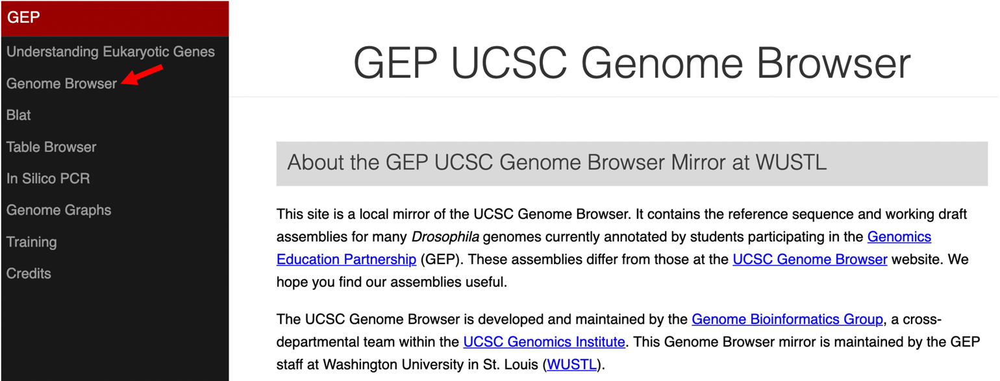 GEP
Understanding Eukaryotic Genes
Genome Browser
Blat
Table Browser
In Silico PCR
Genome Graphs
Training
Credits
GEP UCSC Genome Browser
About the GEP UCSC Genome Browser Mirror at WUSTL
This site is a local mirror of the UCSC Genome Browser. It contains the reference sequence and working draft
assemblies for many Drosophila genomes currently annotated by students participating in the Genomics
Education Partnership (GEP). These assemblies differ from those at the UCSC Genome Browser website. We
hope you find our assemblies useful.
The UCSC Genome Browser is developed and maintained by the Genome Bioinformatics Group, a cross-
departmental team within the UCSC Genomics Institute. This Genome Browser mirror is maintained by the GEP
staff at Washington University in St. Louis (WUSTL).